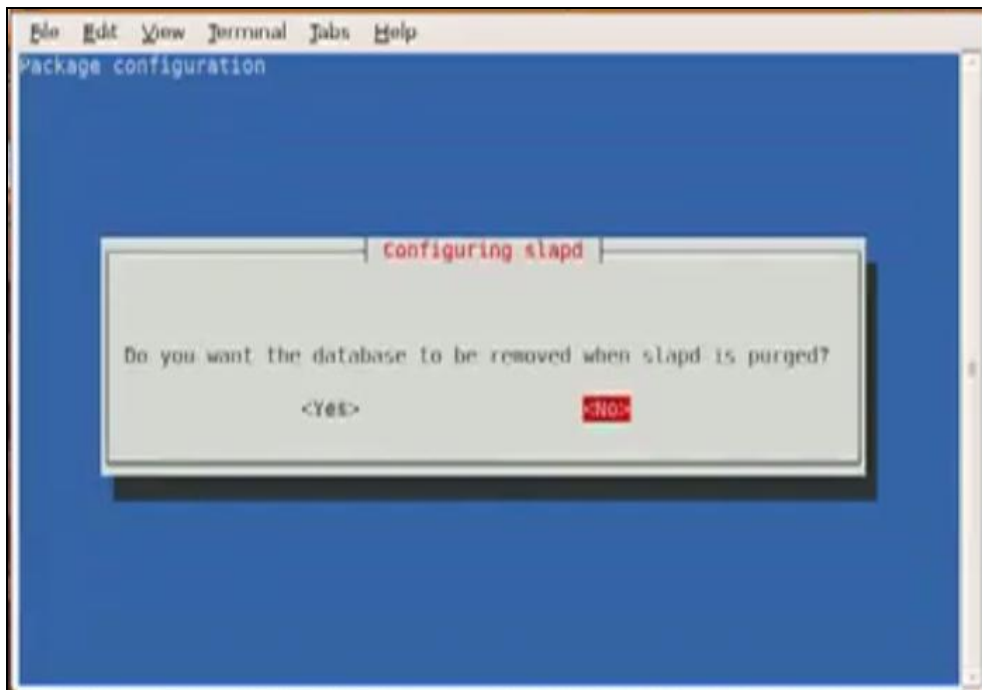 File Edit View Terminal Tabs Help
Package configuration
Configuring slapd
Do you want the database to be removed when slapd is purged?
<Yes> <No>